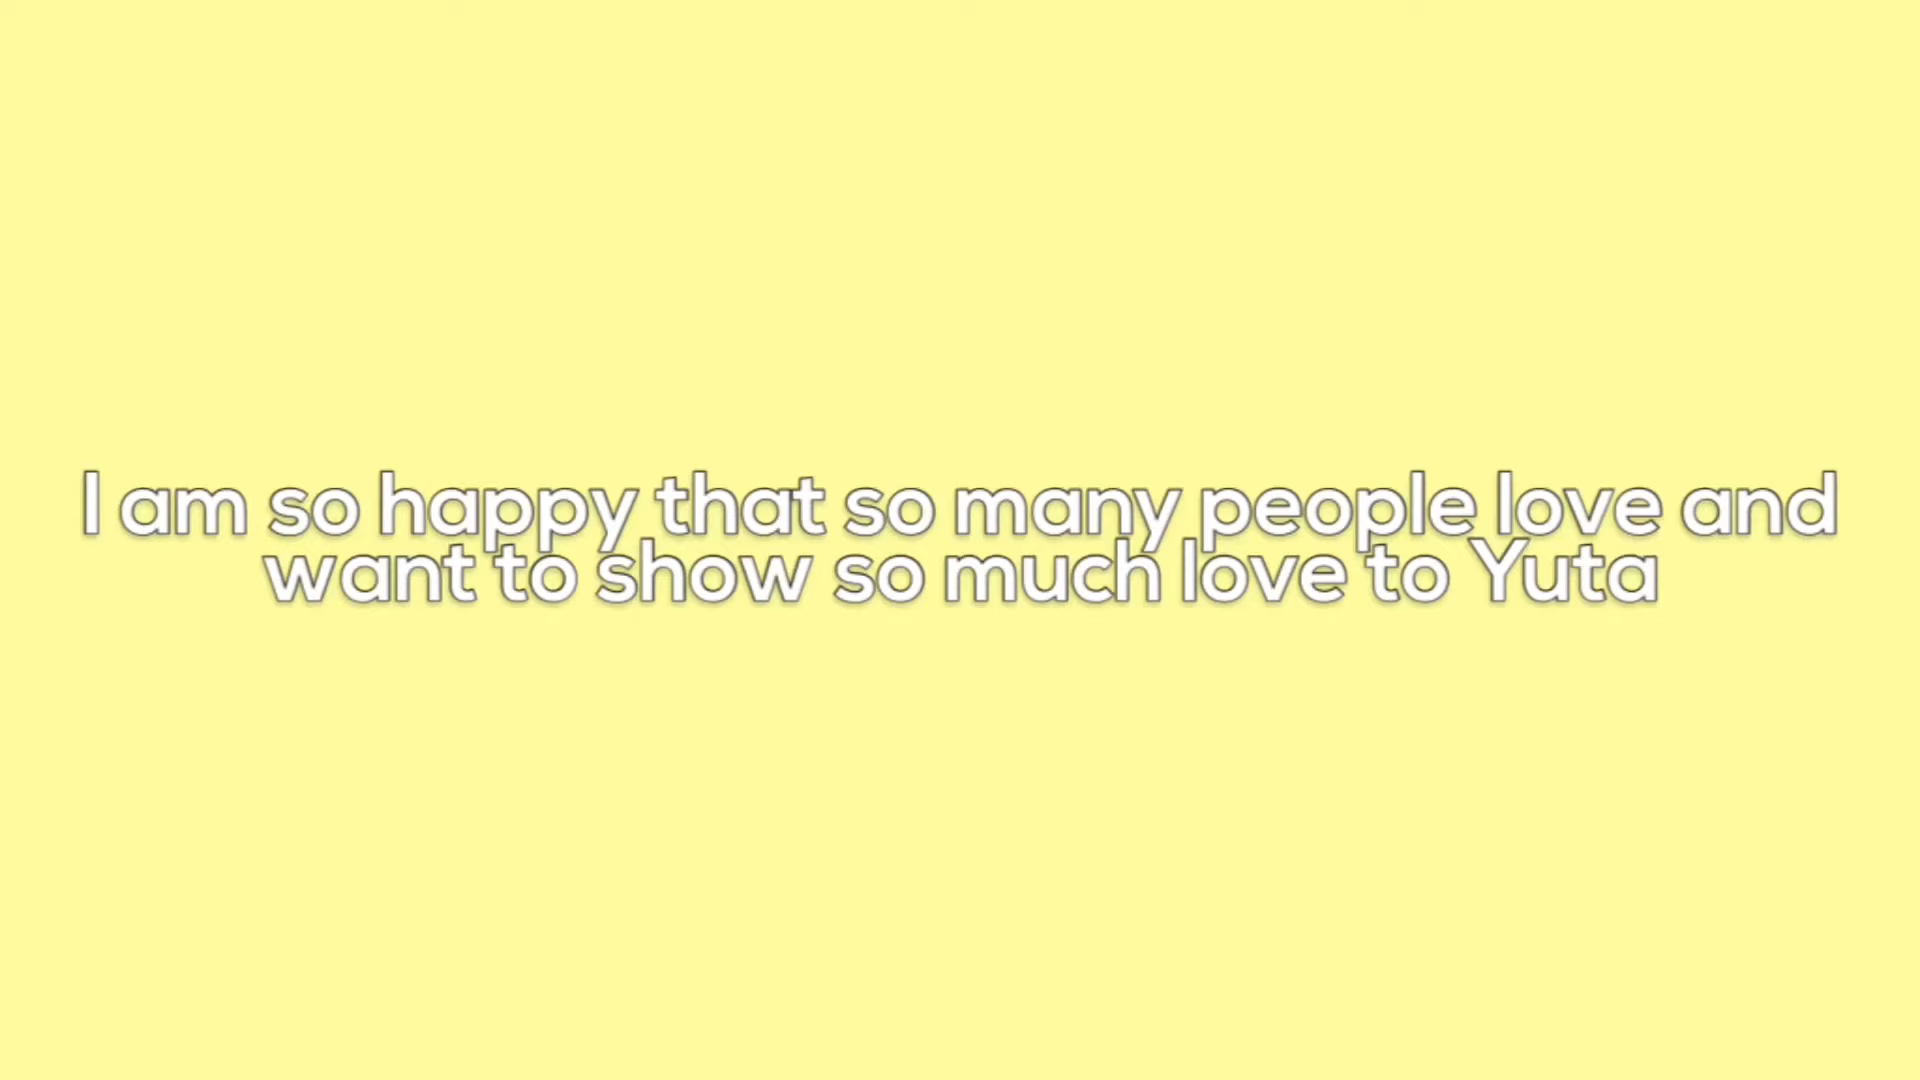 I am so happy that so many people love and
want to show so much love to Yuta